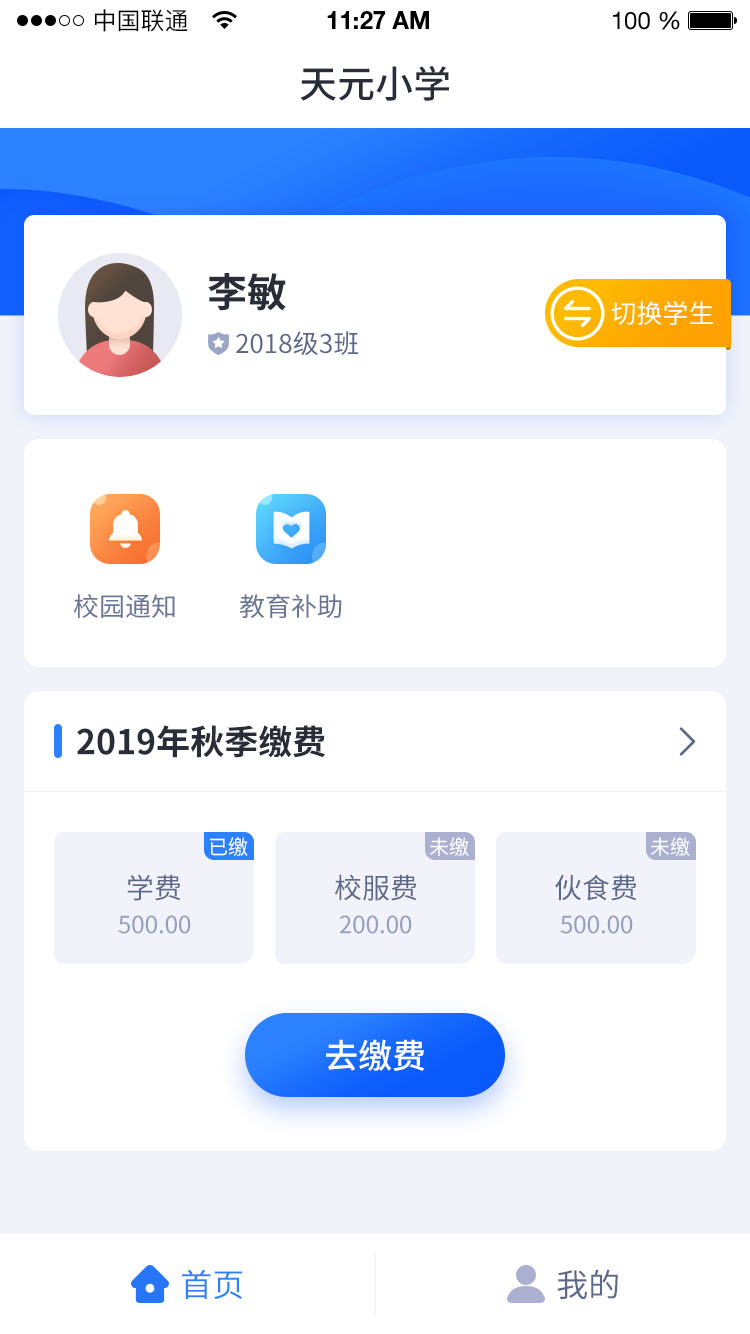 中国联通 11:27 AM 100 %
天元小学
李敏
2018级3班
切换学生
校园通知 教育补助
2019年秋季缴费
已缴 未缴 未缴
学费 校服费 伙食费
500.00 200.00 500.00
去缴费
首页 我的